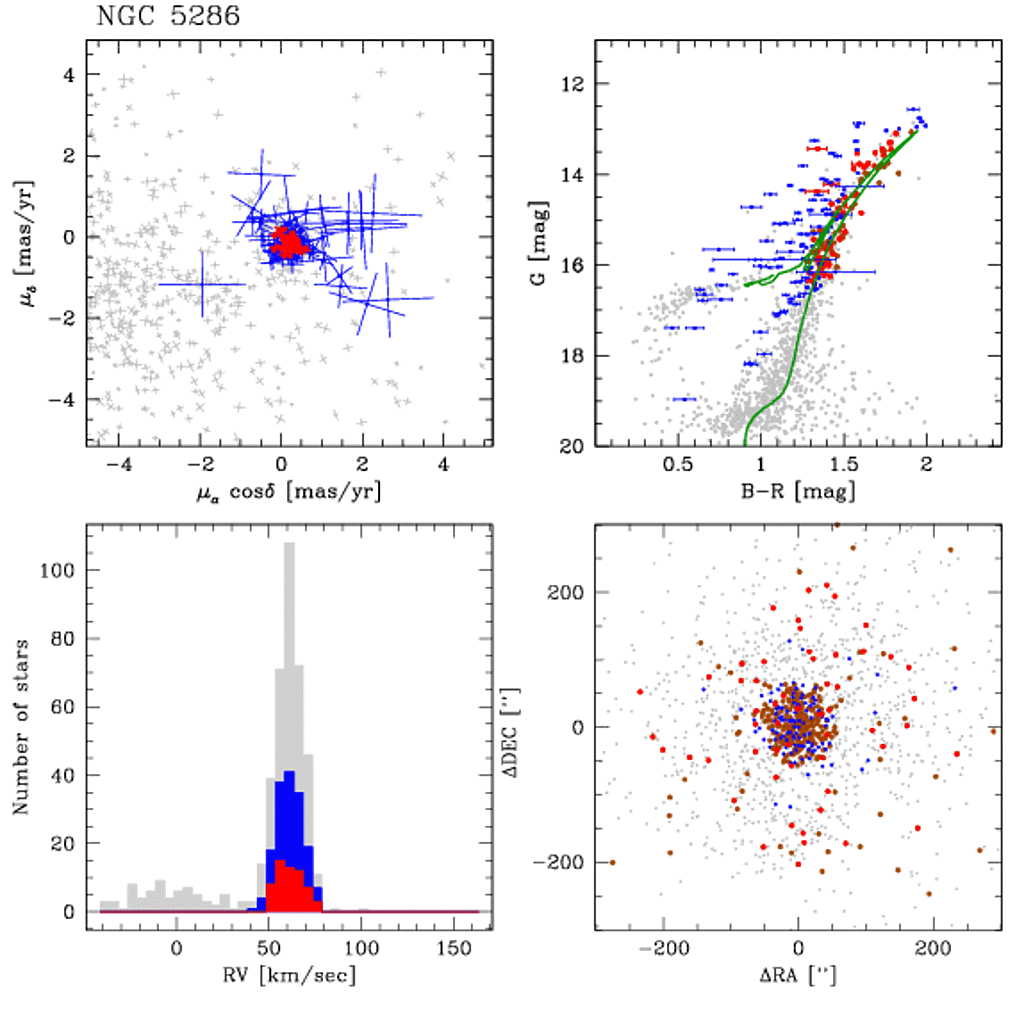 NGC 5286
4
2
0
−2
−4
μδ [mas/yr]
−4 −2 0 2 4
μα cosδ [mas/yr]
12
14
16
18
20
G [mag]
0.5 1 1.5 2
B−R [mag]
100
80
60
40
20
0
Number of stars
0 50 100 150
RV [km/sec]
200
0
−200
ΔDEC [″]
−200 0 200
ΔRA [″]